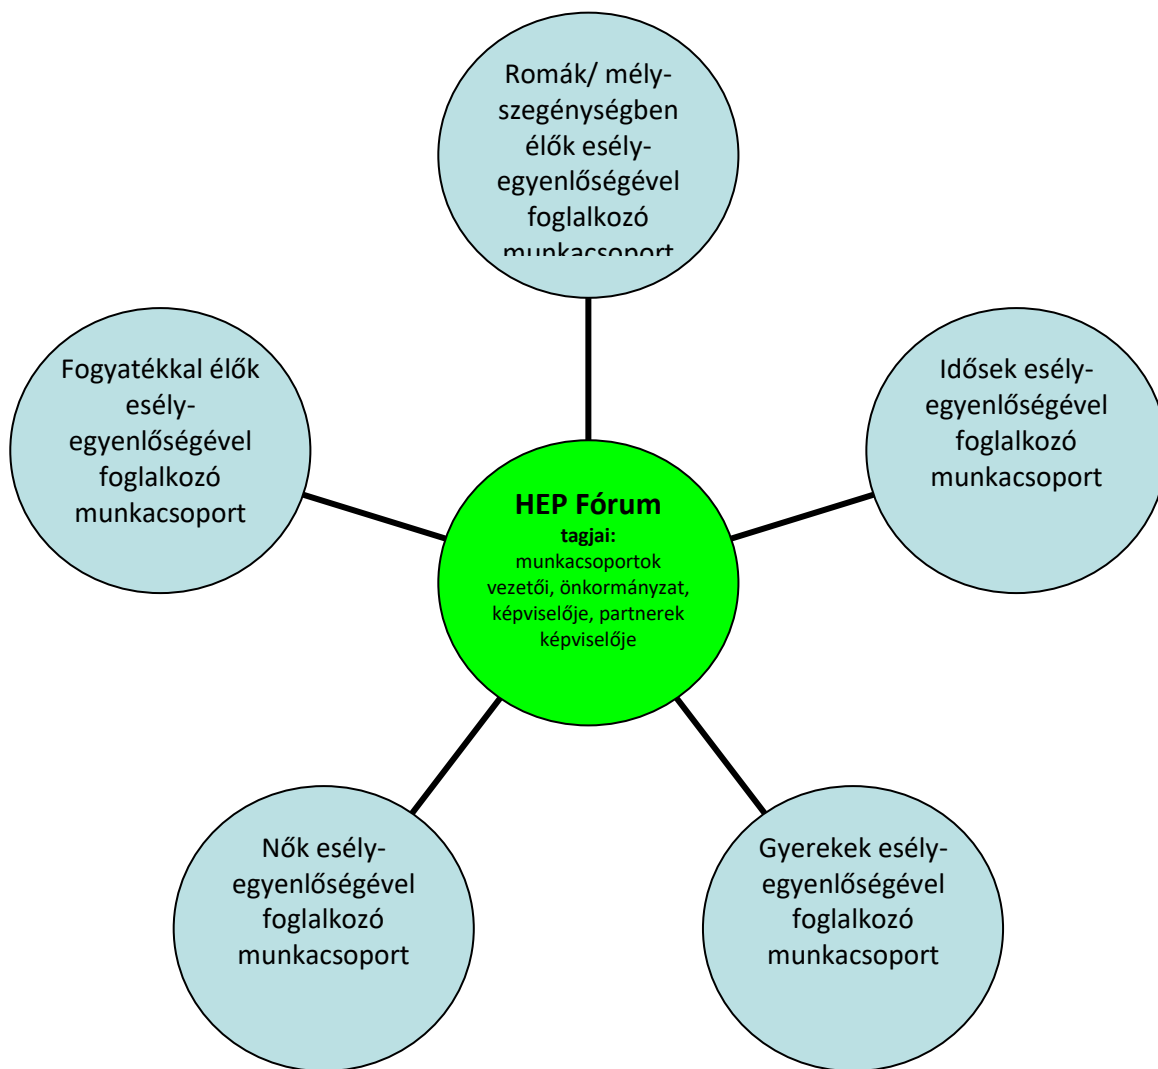 Romák/ mély-
szegénységben
élők esély-
egyenlőségével
foglalkozó
munkacsoport
Fogyatékkal élők
esély-
egyenlőségével
foglalkozó
munkacsoport
Idősek esély-
egyenlőségével
foglalkozó
munkacsoport
HEP Fórum
tagjai:
munkacsoportok
vezetői, önkormányzat,
képviselője, partnerek
képviselője
Nők esély-
egyenlőségével
foglalkozó
munkacsoport
Gyerekek esély-
egyenlőségével
foglalkozó
munkacsoport